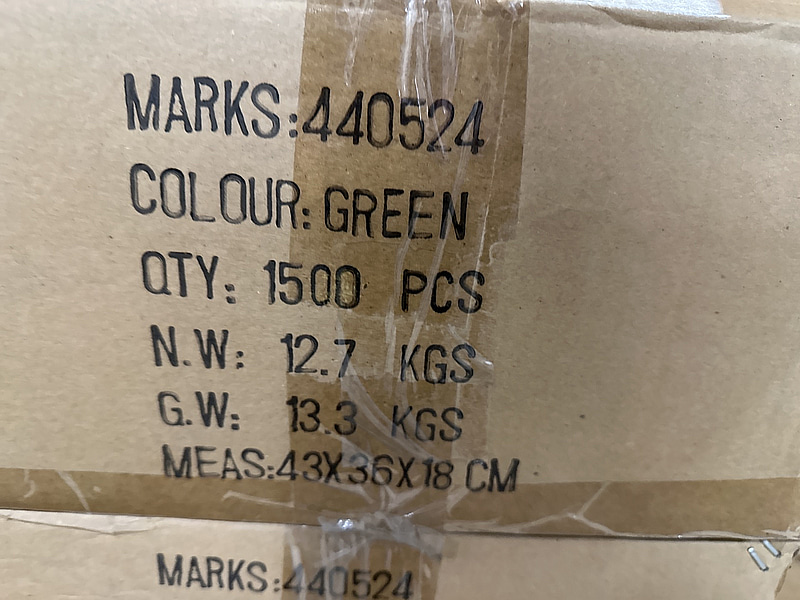 MARKS:440524
COLOUR: GREEN
QTY: 1500 PCS
N.W: 12.7 KGS
G.W: 13.3 KGS
MEAS:43X36X18 CM
MARKS:440524